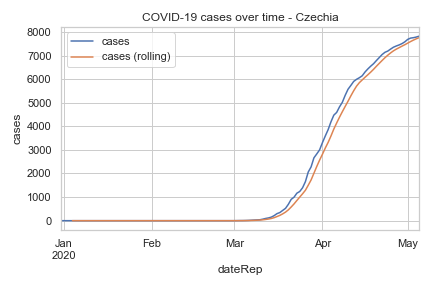 COVID-19 cases over time - Czechia
cases
cases (rolling)
8000
7000
6000
5000
4000
3000
2000
1000
0
cases
Jan
2020
Feb
Mar
Apr
May
dateRep